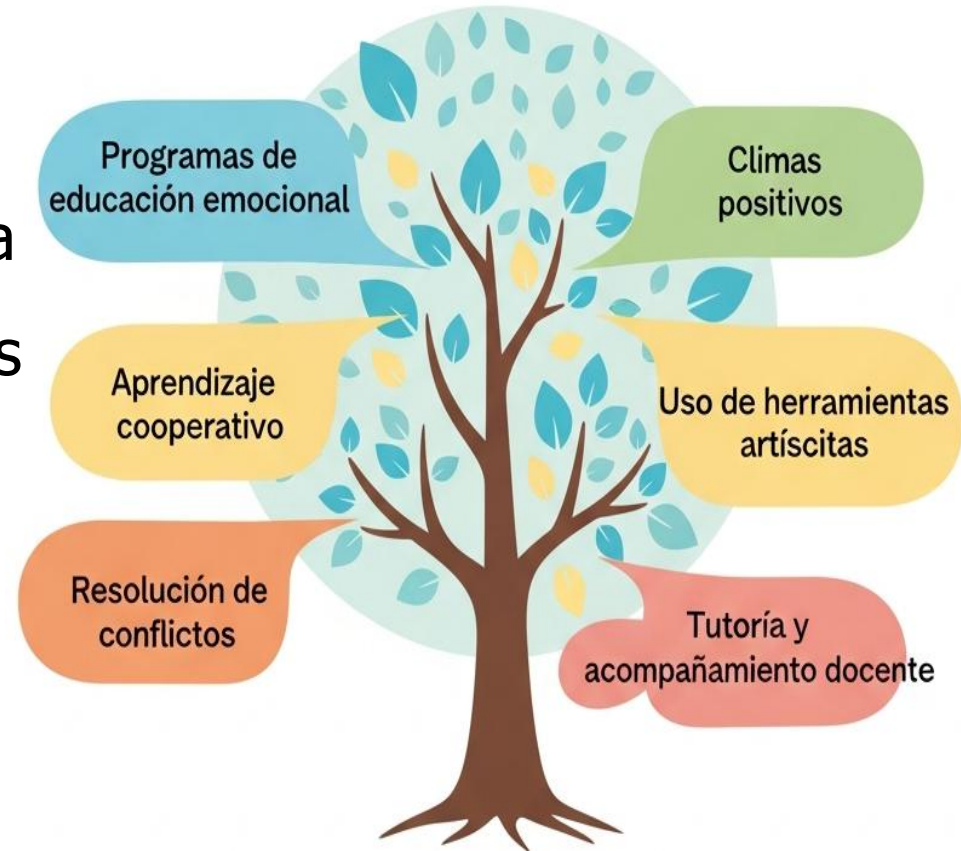 Programas de
educación emocional
Climas
positivos
a
s
Aprendizaje
cooperativo
Uso de herramientas
artíscitas
Resolución de
conflictos
Tutoría y
acompañamiento docente